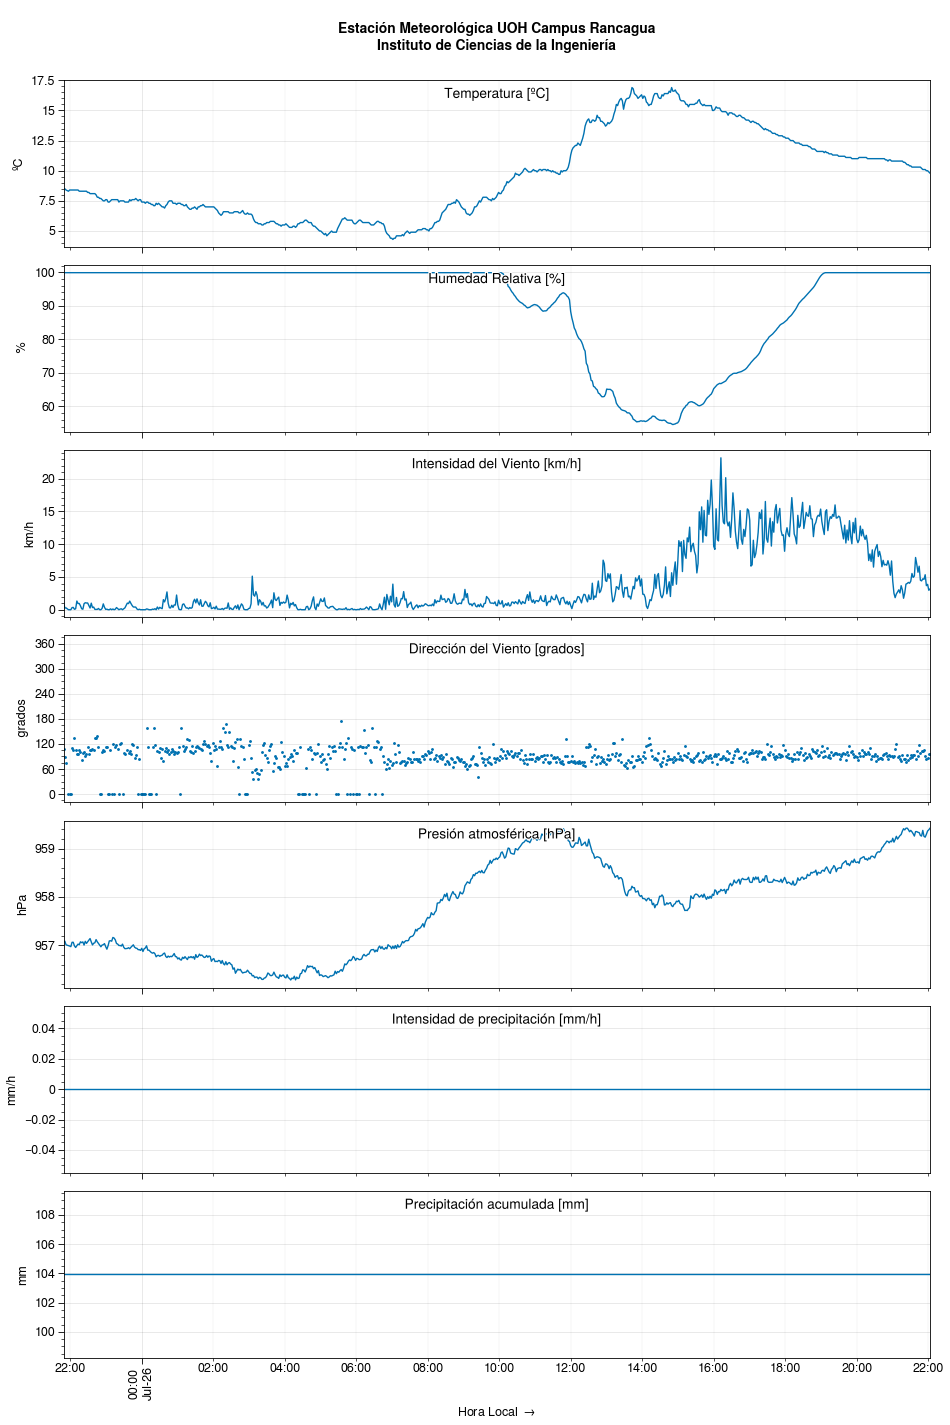 Estación Meteorológica UOH Campus Rancagua
Instituto de Ciencias de la Ingeniería
Temperatura [ºC]
17.5
15
12.5
10
7.5
5
ºC
Humedad Relativa [%]
100
90
80
70
60
%
Intensidad del Viento [km/h]
20
15
10
5
0
km/h
Dirección del Viento [grados]
360
300
240
180
120
60
0
grados
Presión atmosférica [hPa]
959
958
957
hPa
Intensidad de precipitación [mm/h]
0.04
0.02
0
−0.02
−0.04
mm/h
Precipitación acumulada [mm]
108
106
104
102
100
mm
22:00 00:00 02:00 04:00 06:00 08:00 10:00 12:00 14:00 16:00 18:00 20:00 22:00
Jul-26
Hora Local →